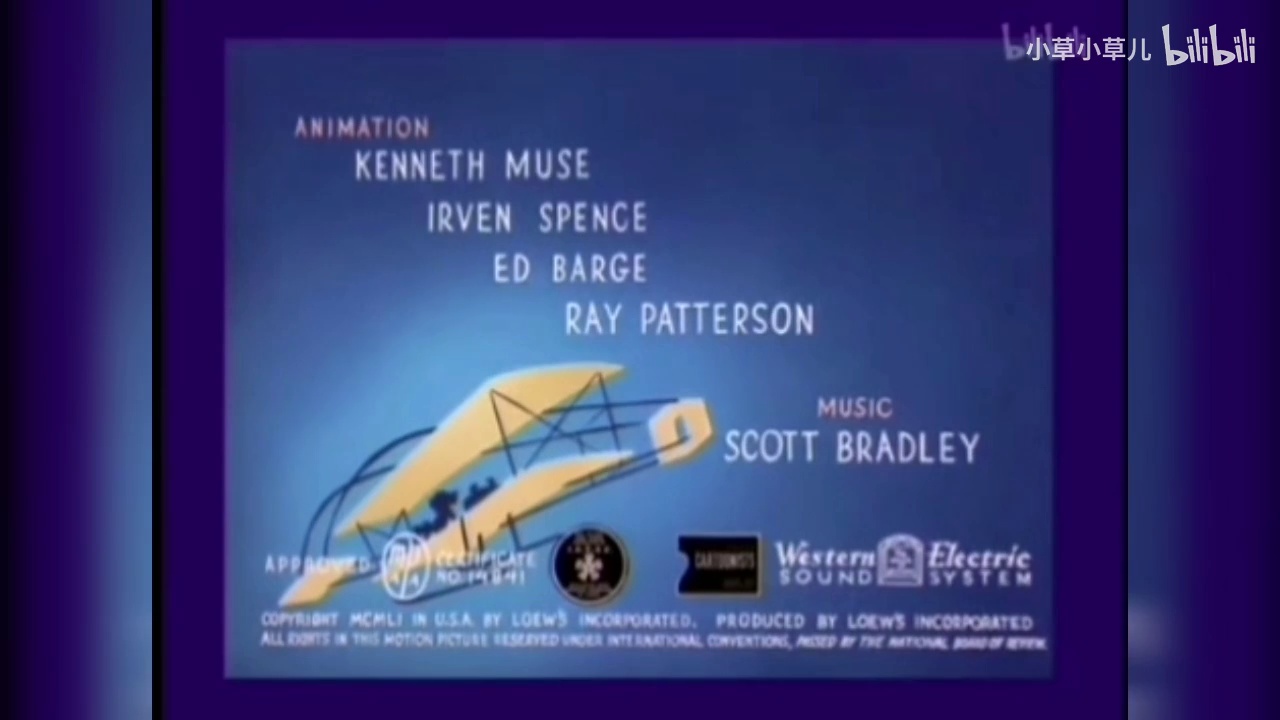 小草小草儿 bilibili
ANIMATION
KENNETH MUSE
IRVEN SPENCE
ED BARGE
RAY PATTERSON
MUSIC
SCOTT BRADLEY
APPROVED
CERTIFICATE
NO. 14841
CARTOONISTS
Western Electric
SOUND SYSTEM
COPYRIGHT MCMLI IN U.S.A. BY LOEW'S INCORPORATED. PRODUCED BY LOEW'S INCORPORATED
ALL RIGHTS IN THIS MOTION PICTURE RESERVED UNDER INTERNATIONAL CONVENTIONS, PASSED BY THE NATIONAL BOARD OF REVIEW.